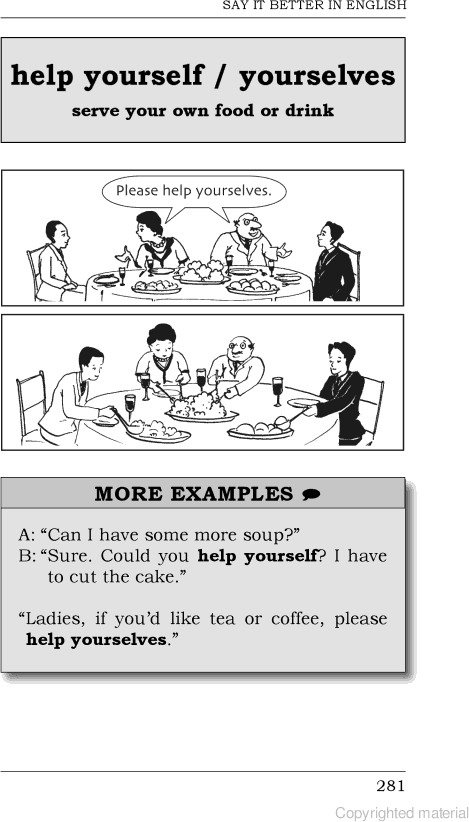 SAY IT BETTER IN ENGLISH
help yourself / yourselves
serve your own food or drink
Please help yourselves.
MORE EXAMPLES
A: “Can I have some more soup?”
B: “Sure. Could you help yourself? I have
to cut the cake.”
“Ladies, if you’d like tea or coffee, please
help yourselves.”
281
Copyrighted material